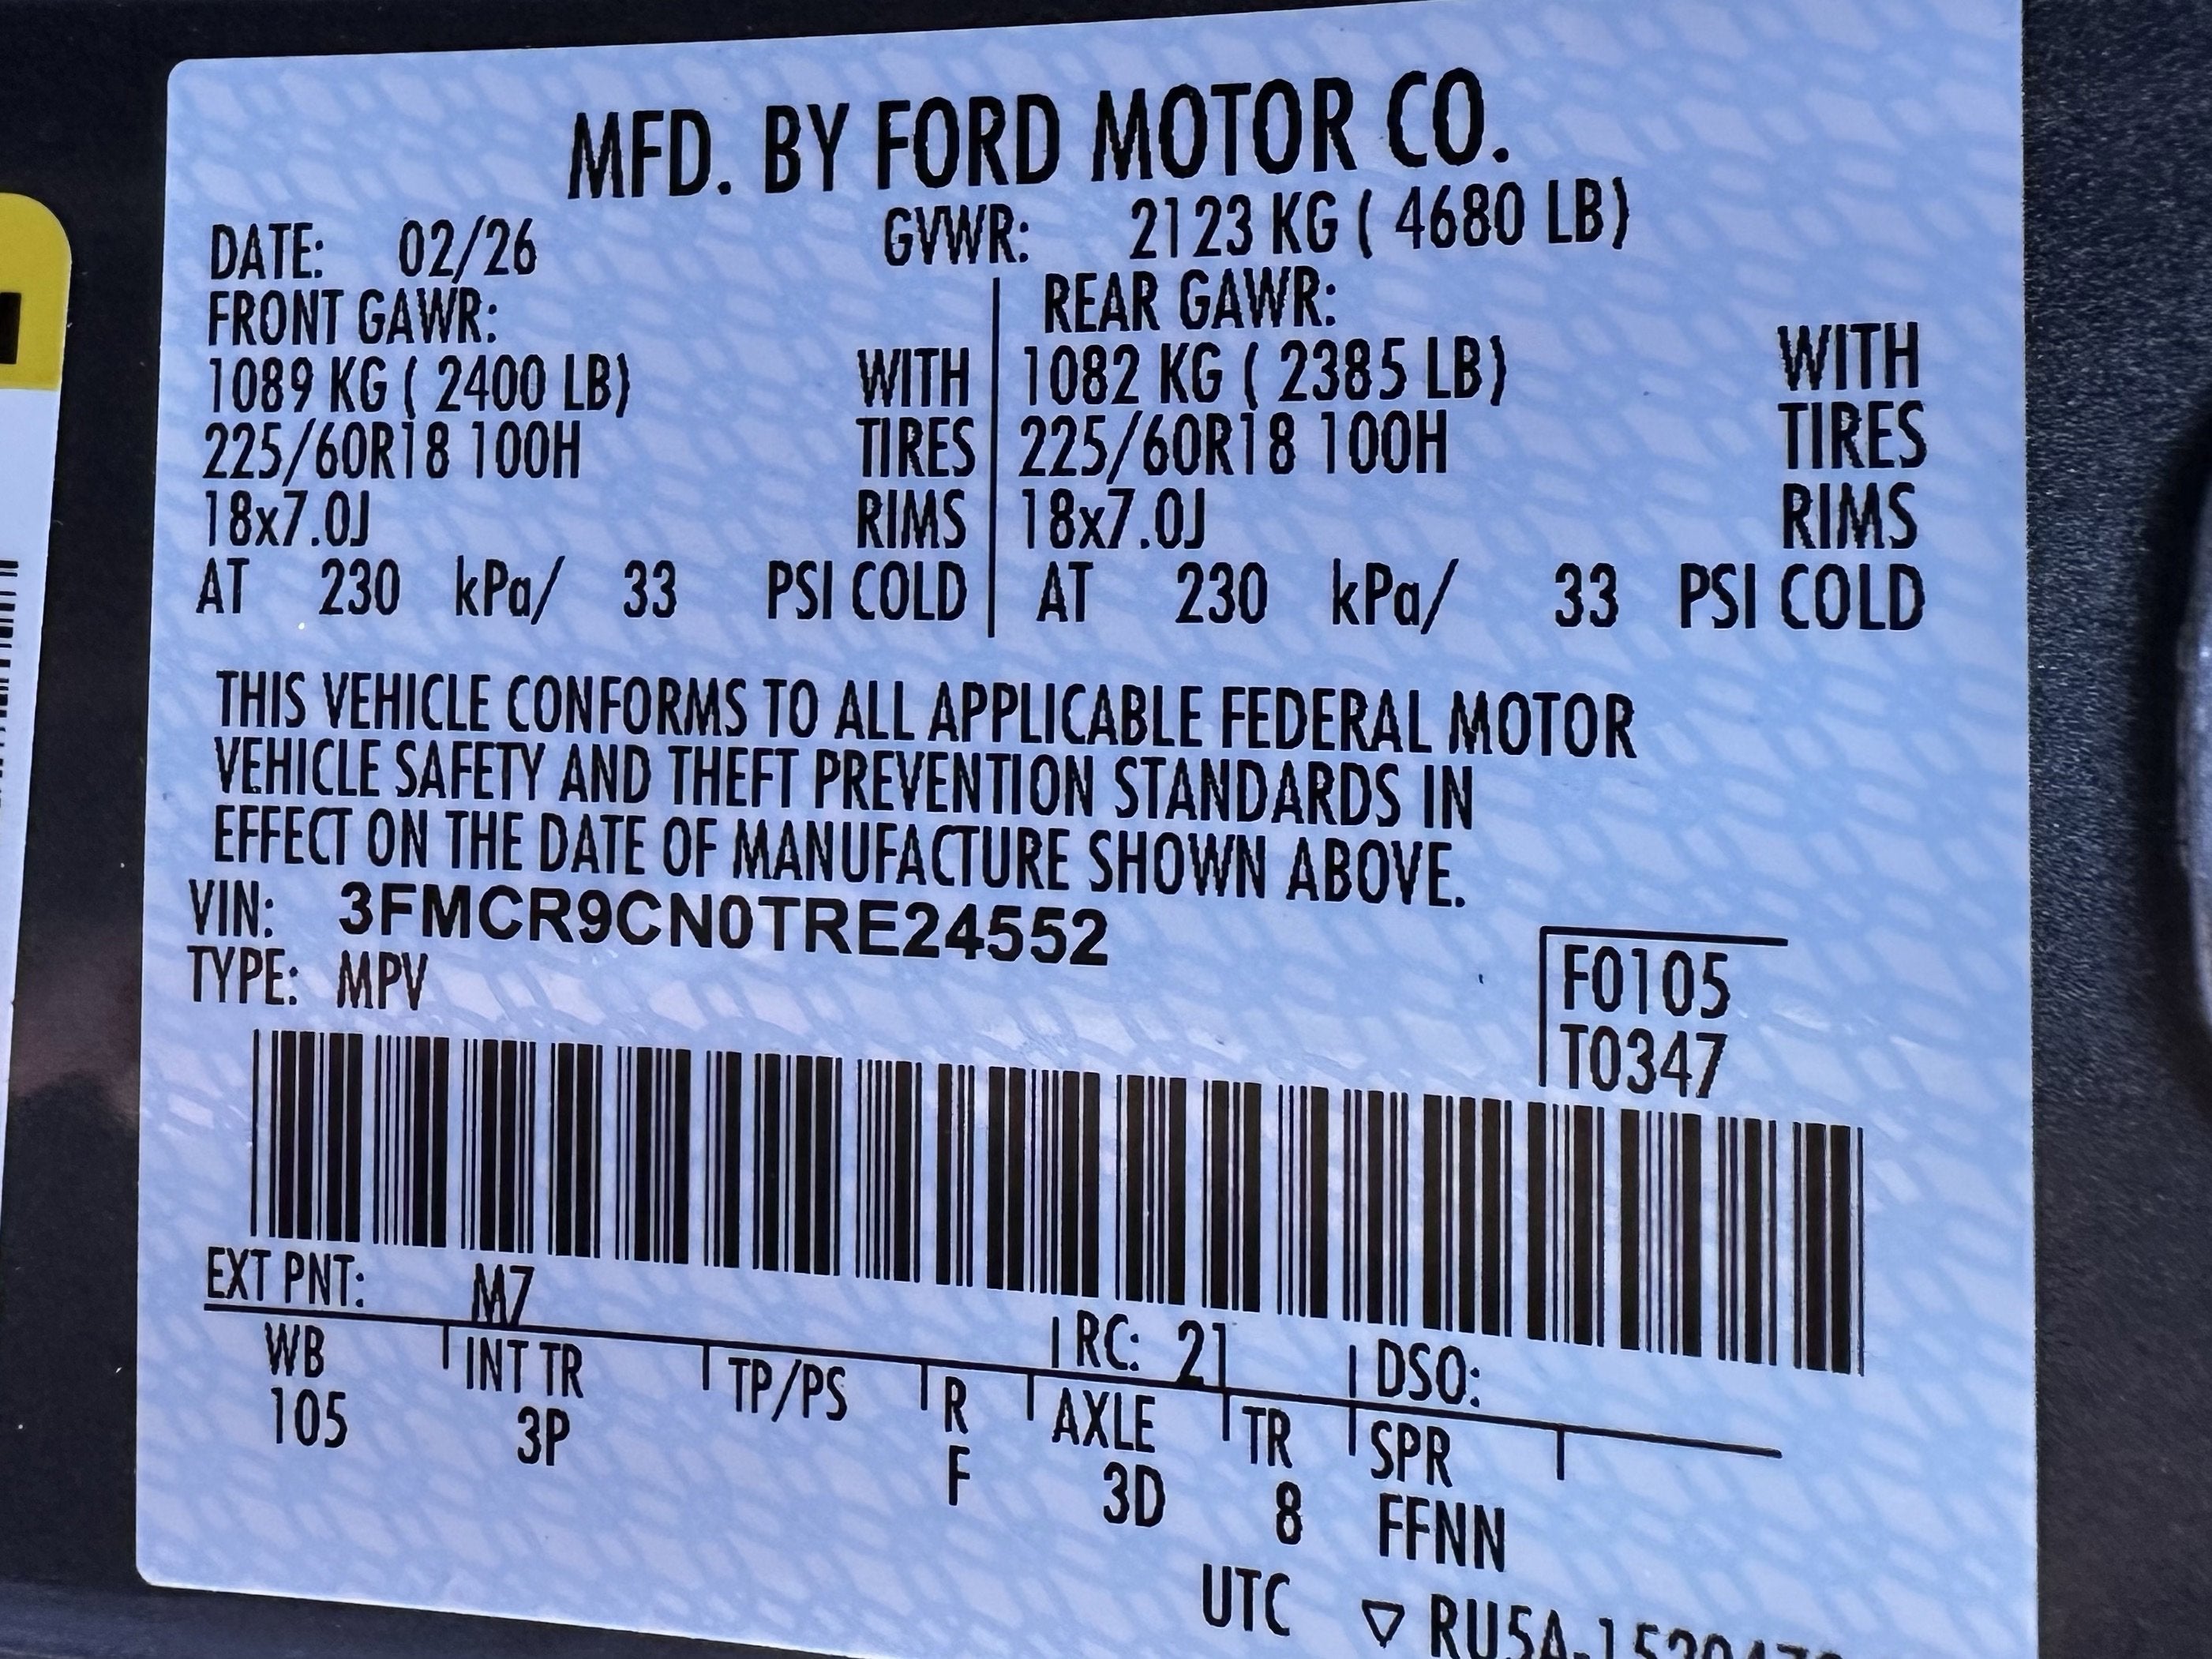 MFD. BY FORD MOTOR CO.
DATE: 02/26 GVWR: 2123 KG ( 4680 LB)
FRONT GAWR: REAR GAWR:
1089 KG ( 2400 LB) WITH 1082 KG ( 2385 LB) WITH
225/60R18 100H TIRES 225/60R18 100H TIRES
18x7.0J RIMS 18x7.0J RIMS
AT 230 kPa/ 33 PSI COLD AT 230 kPa/ 33 PSI COLD
THIS VEHICLE CONFORMS TO ALL APPLICABLE FEDERAL MOTOR
VEHICLE SAFETY AND THEFT PREVENTION STANDARDS IN
EFFECT ON THE DATE OF MANUFACTURE SHOWN ABOVE.
VIN: 3FMCR9CN0TRE24552
TYPE: MPV
F0105
T0347
EXT PNT: M7 RC: 21 DSO:
WB INT TR TP/PS R AXLE TR SPR
105 3P F 3D 8 FFNN
UTC ▽